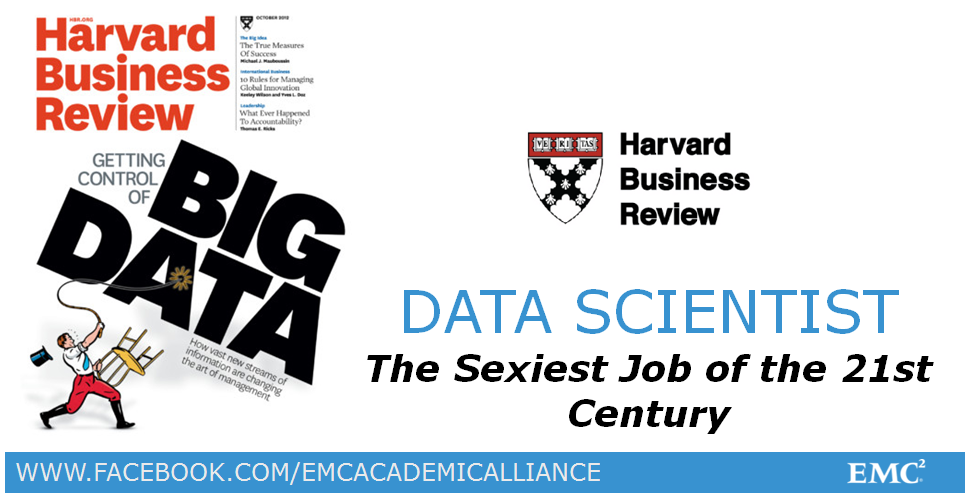 HBR.ORG
OCTOBER 2012
Harvard
Business
Review
The Big Idea
The True Measures
Of Success
Michael J. Mauboussin
International Business
10 Rules for Managing
Global Innovation
Keeley Wilson and Yves L. Doz
Leadership
What Ever Happened
To Accountability?
Thomas E. Ricks
GETTING
CONTROL
OF
BIG
DATA
How vast new streams of
information are changing
the art of management
VE RI TAS
Harvard
Business
Review
DATA SCIENTIST
The Sexiest Job of the 21st
Century
WWW.FACEBOOK.COM/EMCACADEMICALLIANCE
EMC²